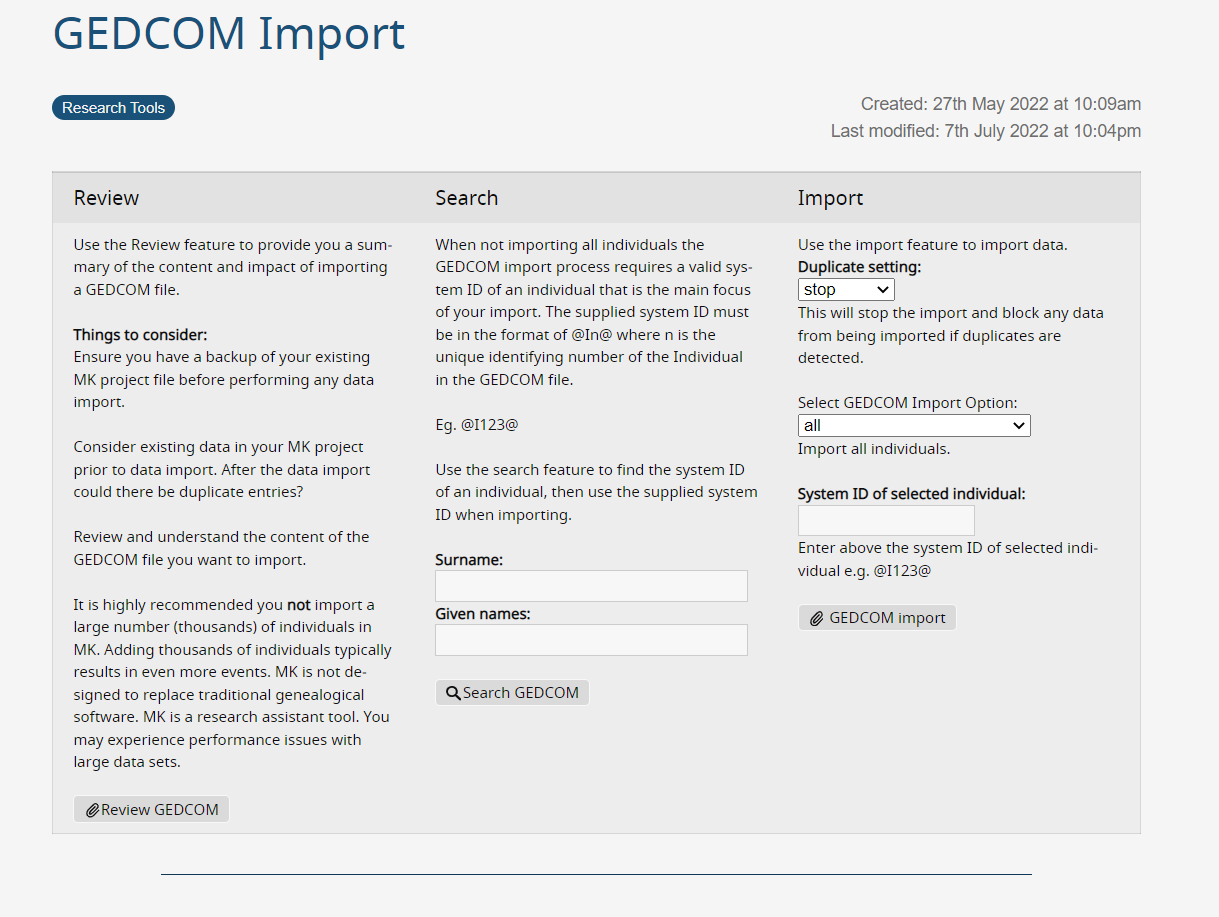 GEDCOM Import
Research Tools
Created: 27th May 2022 at 10:09am
Last modified: 7th July 2022 at 10:04pm
Review
Use the Review feature to provide you a sum-
mary of the content and impact of importing
a GEDCOM file.
Things to consider:
Ensure you have a backup of your existing
MK project file before performing any data
import.
Consider existing data in your MK project
prior to data import. After the data import
could there be duplicate entries?
Review and understand the content of the
GEDCOM file you want to import.
It is highly recommended you not import a
large number (thousands) of individuals in
MK. Adding thousands of individuals typically
results in even more events. MK is not de-
signed to replace traditional genealogical
software. MK is a research assistant tool. You
may experience performance issues with
large data sets.
Review GEDCOM
Search
When not importing all individuals the
GEDCOM import process requires a valid sys-
tem ID of an individual that is the main focus
of your import. The supplied system ID must
be in the format of @In@ where n is the
unique identifying number of the Individual
in the GEDCOM file.
Eg. @I123@
Use the search feature to find the system ID
of an individual, then use the supplied system
ID when importing.
Surname:
Given names:
Search GEDCOM
Import
Use the import feature to import data.
Duplicate setting:
stop
This will stop the import and block any data
from being imported if duplicates are
detected.
Select GEDCOM Import Option:
all
Import all individuals.
System ID of selected individual:
Enter above the system ID of selected indi-
vidual e.g. @I123@
GEDCOM import